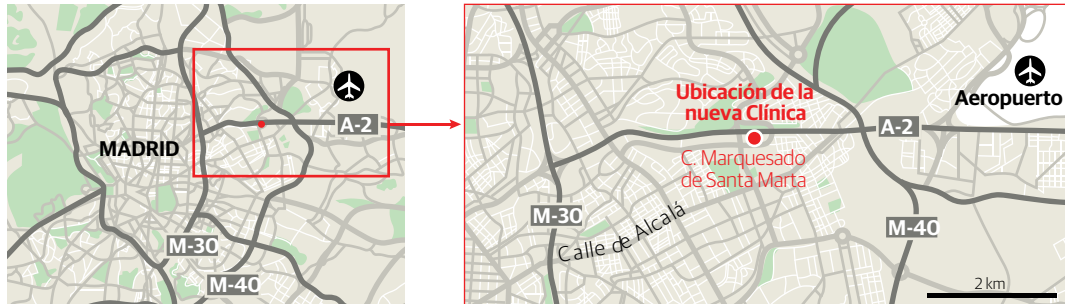 MADRID
A-2
M-30
M-40
Ubicación de la
nueva Clínica
C. Marquesado
de Santa Marta
Aeropuerto
A-2
M-30
Calle de Alcalá
M-40
2 km